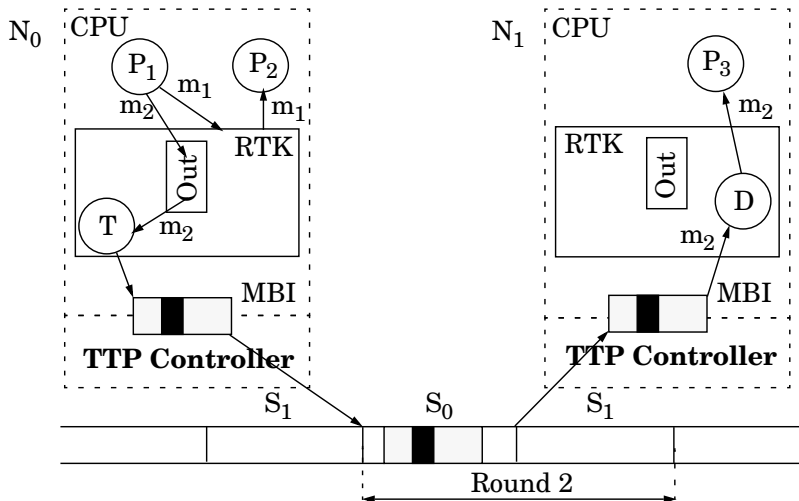 N0 CPU N1 CPU
P1 P2 P3
m2 m1 m1 m2
RTK RTK
Out Out
T D
m2 m2
MBI MBI
TTP Controller TTP Controller
S1 S0 S1
Round 2